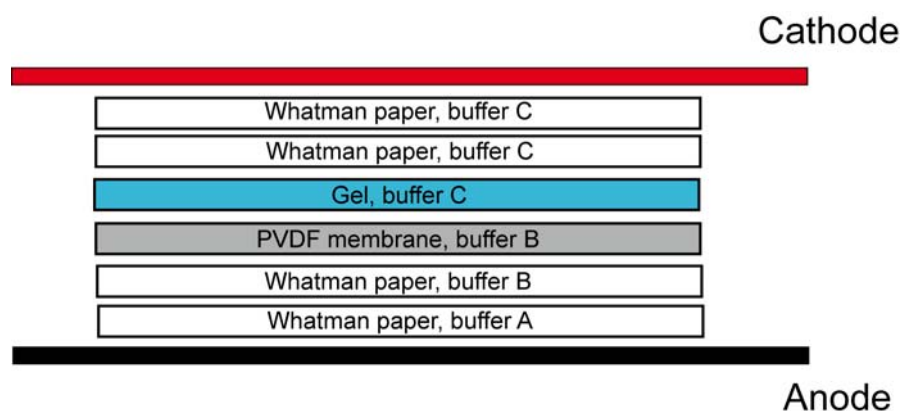 Cathode
Whatman paper, buffer C
Whatman paper, buffer C
Gel, buffer C
PVDF membrane, buffer B
Whatman paper, buffer B
Whatman paper, buffer A
Anode